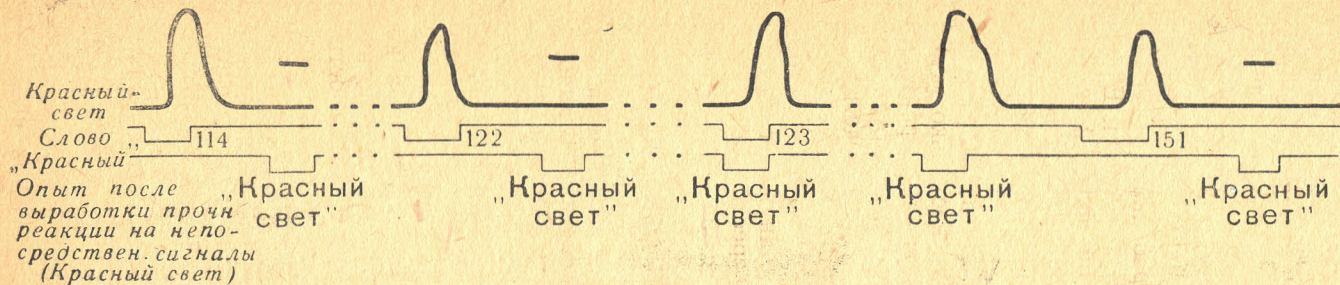 Красный-
свет
Слово „
114
122
123
151
„Красный
Опыт после
выработки прочн
реакции на непо-
средствен. сигналы
(Красный свет)
„Красный
свет"
„Красный
свет"
„Красный
свет"
„Красный
свет"
„Красный
свет"